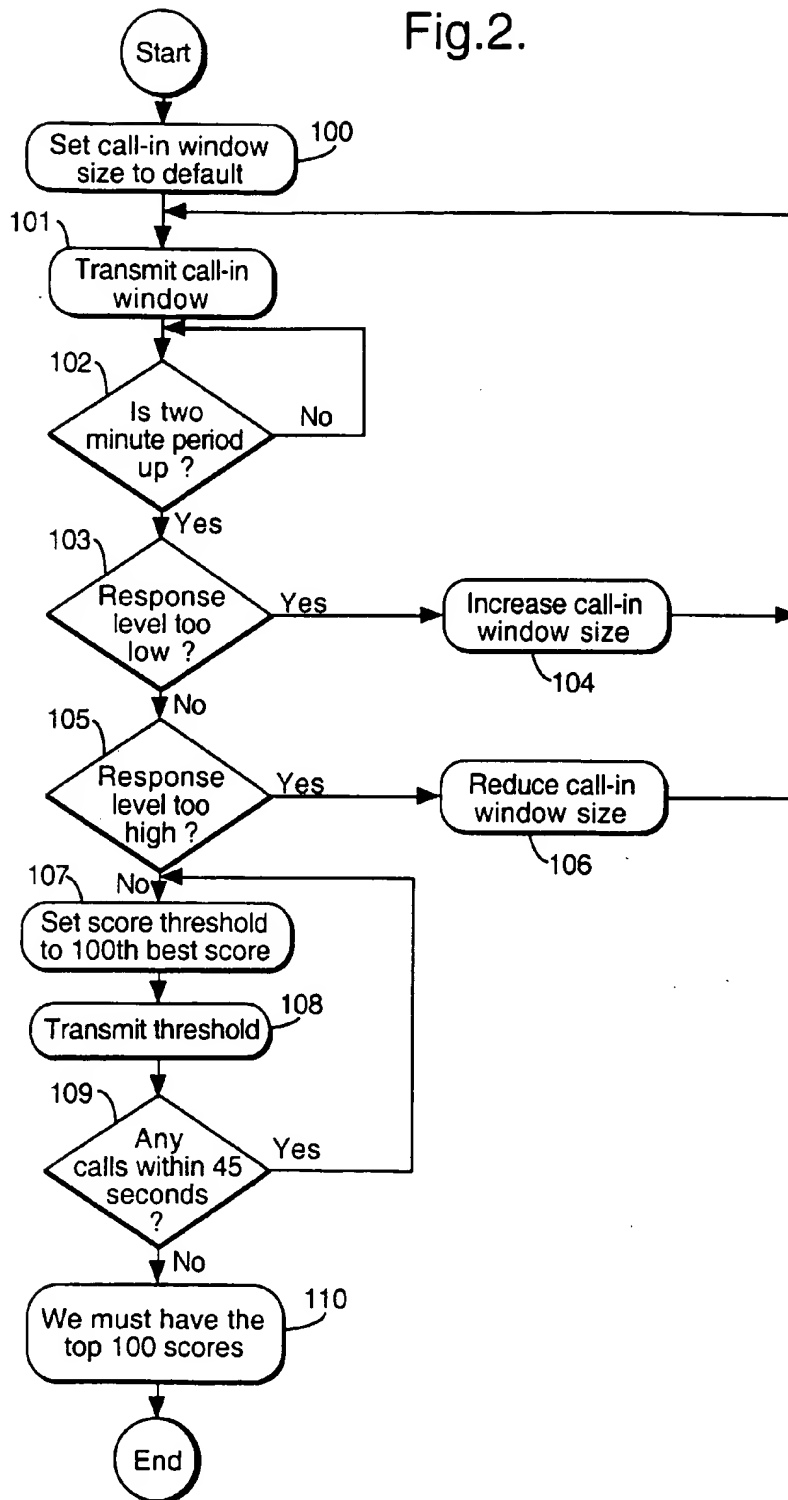 Fig.2.
Start
100
Set call-in window
size to default
101
Transmit call-in
window
102
Is two
minute period
up ?
No
Yes
103
Response
level too
low ?
Yes
Increase call-in
window size
104
No
105
Response
level too
high ?
Yes
Reduce call-in
window size
106
No
107
Set score threshold
to 100th best score
Transmit threshold
108
109
Any
calls within 45
seconds
?
Yes
No
We must have the
top 100 scores
110
End